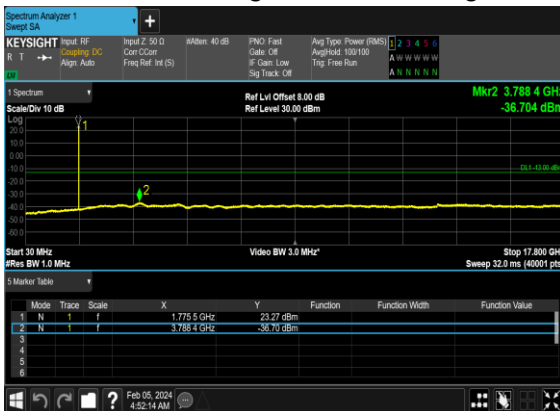 Spectrum Analyzer 1
Swept SA
+
KEYSIGHT Input: RF Input Z: 50 Ω #Atten: 40 dB PNO: Fast Avg Type: Power (RMS) 1 2 3 4 5 6
R T Coupling: DC Corr CCorr Gate: Off Avg|Hold: 100/100 A W W W W W
Align: Auto Freq Ref: Int (S) IF Gain: Low Trig: Free Run
Sig Track: Off A N N N N N
1 Spectrum Ref Lvl Offset 8.00 dB Mkr2 3.788 4 GHz
Scale/Div 10 dB Ref Level 30.00 dBm -36.704 dBm
Log
20.0 1
10.0
0.00
-10.0 DL1 -13.00 dBm
-20.0
-30.0 2
-40.0
-50.0
-60.0
Start 30 MHz Video BW 3.0 MHz* Stop 17.800 GH
#Res BW 1.0 MHz Sweep 32.0 ms (40001 pts
5 Marker Table
Mode Trace Scale X Y Function Function Width Function Value
1 N 1 f 1.775 5 GHz 23.27 dBm
2 N 1 f 3.788 4 GHz -36.70 dBm
3
4
5
6
? Feb 05, 2024
4:52:14 AM